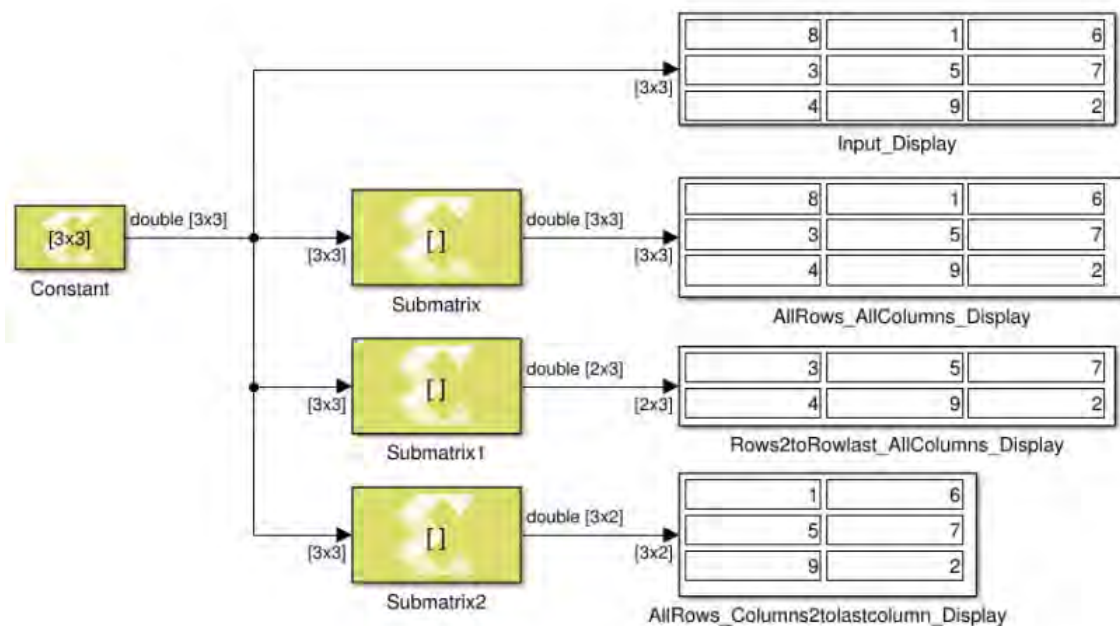 8 1 6
3 5 7
[3x3]
4 9 2
Input_Display
double [3x3]
[3x3]
Constant
[3x3]
[ ]
Submatrix
double [3x3]
[3x3]
8 1 6
3 5 7
4 9 2
AllRows_AllColumns_Display
[3x3]
[ ]
Submatrix1
double [2x3]
[2x3]
3 5 7
4 9 2
Rows2toRowlast_AllColumns_Display
[3x3]
[ ]
Submatrix2
double [3x2]
[3x2]
1 6
5 7
9 2
AllRows_Columns2tolastcolumn_Display